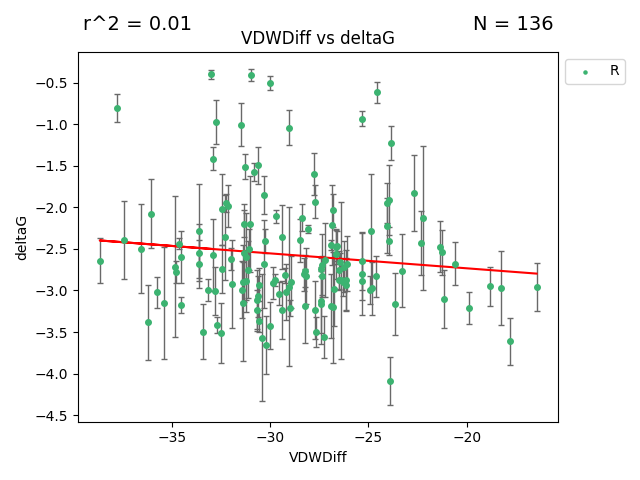 r^2 = 0.01
N = 136
VDWDiff vs deltaG
R
−0.5
−1.0
−1.5
−2.0
−2.5
−3.0
−3.5
−4.0
−4.5
deltaG
−35
−30
−25
−20
VDWDiff